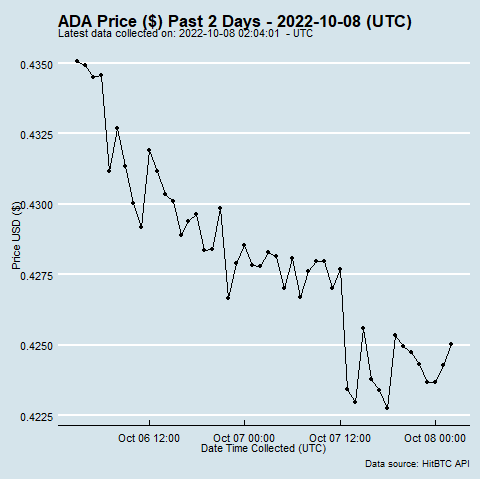 ADA Price ($) Past 2 Days - 2022-10-08 (UTC)
Latest data collected on: 2022-10-08 02:04:01  - UTC
0.4350
0.4325
0.4300
0.4275
0.4250
0.4225
Price USD ($)
Oct 06 12:00
Oct 07 00:00
Oct 07 12:00
Oct 08 00:00
Date Time Collected (UTC)
Data source: HitBTC API